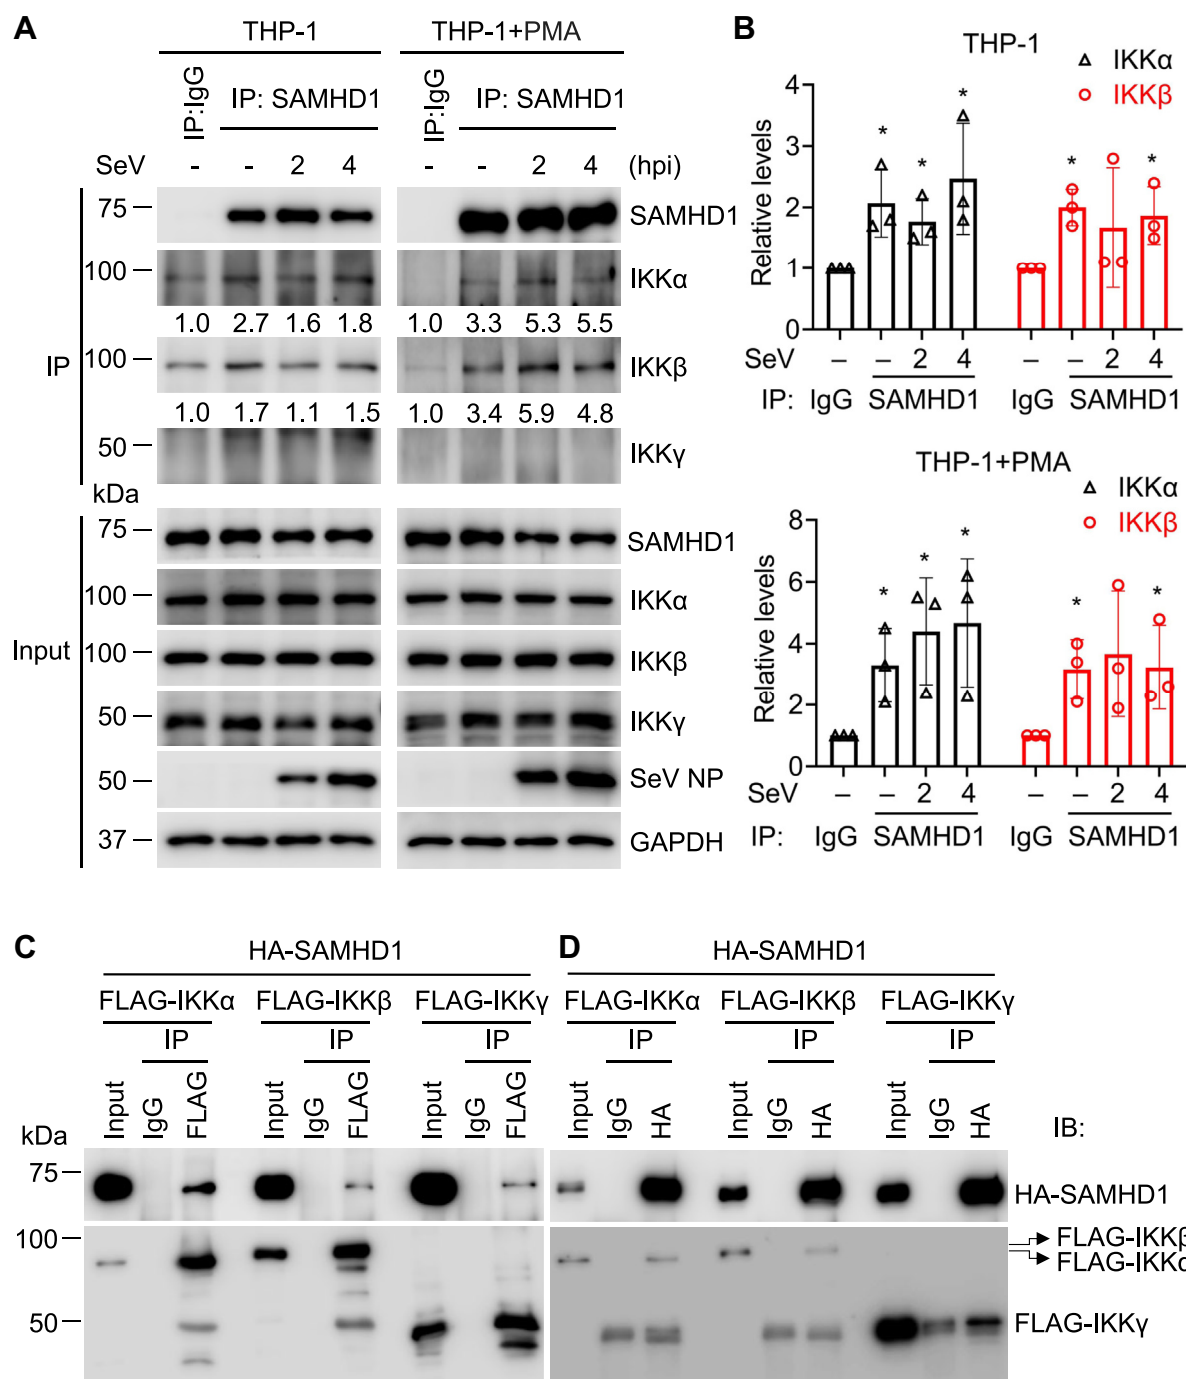 A
THP-1
THP-1+PMA
IP:IgG
IP: SAMHD1
IP:IgG
IP: SAMHD1
SeV - - 2 4 - - 2 4 (hpi)
IP
75 SAMHD1
100 IKKα
1.0 2.7 1.6 1.8 1.0 3.3 5.3 5.5
100 IKKβ
1.0 1.7 1.1 1.5 1.0 3.4 5.9 4.8
50 IKKγ
kDa
Input
75 SAMHD1
100 IKKα
100 IKKβ
50 IKKγ
50 SeV NP
37 GAPDH
B
THP-1
IKKα
IKKβ
Relative levels
4
3
2
1
0
* * * * *
SeV – – 2 4 – – 2 4
IP: IgG SAMHD1 IgG SAMHD1
THP-1+PMA
IKKα
IKKβ
Relative levels
8
6
4
2
0
* * * * *
SeV – – 2 4 – – 2 4
IP: IgG SAMHD1 IgG SAMHD1
C
HA-SAMHD1
FLAG-IKKα FLAG-IKKβ FLAG-IKKγ
IP IP IP
Input IgG FLAG Input IgG FLAG Input IgG FLAG
kDa
75
100
50
D
HA-SAMHD1
FLAG-IKKα FLAG-IKKβ FLAG-IKKγ
IP IP IP
Input IgG HA Input IgG HA Input IgG HA
IB:
HA-SAMHD1
FLAG-IKKβ
FLAG-IKKα
FLAG-IKKγ